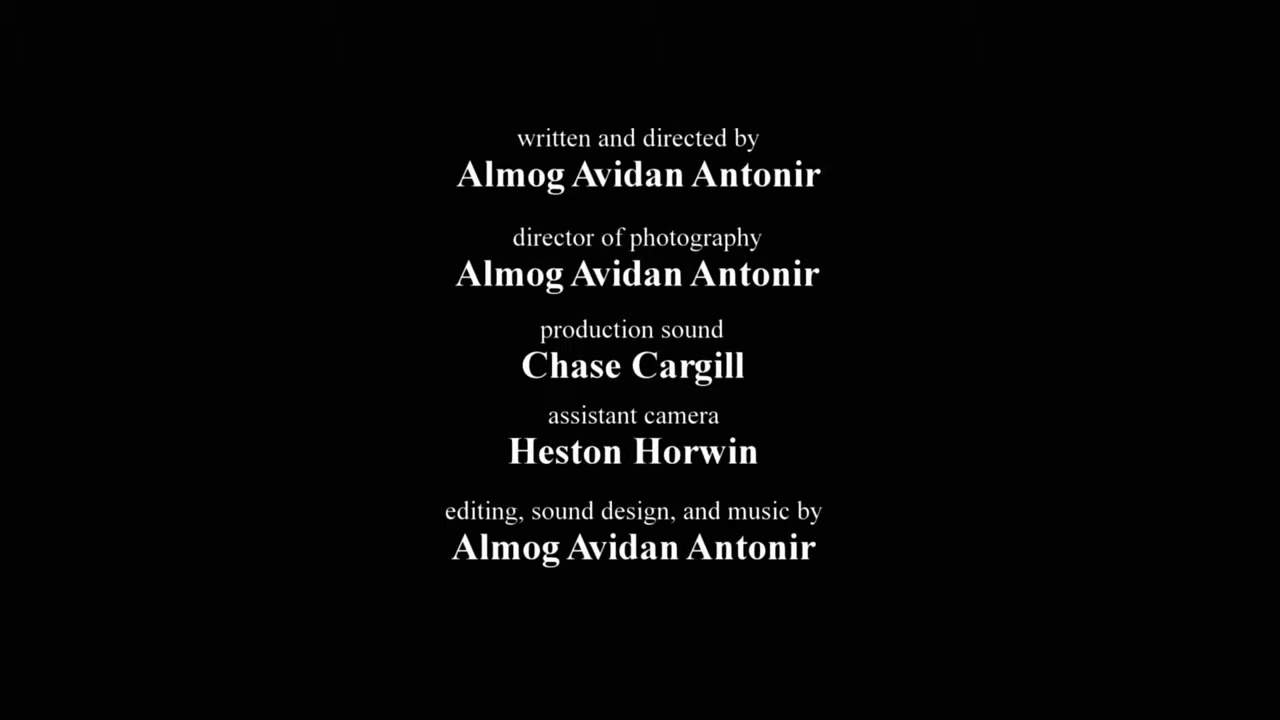 written and directed by
Almog Avidan Antonir
director of photography
Almog Avidan Antonir
production sound
Chase Cargill
assistant camera
Heston Horwin
editing, sound design, and music by
Almog Avidan Antonir